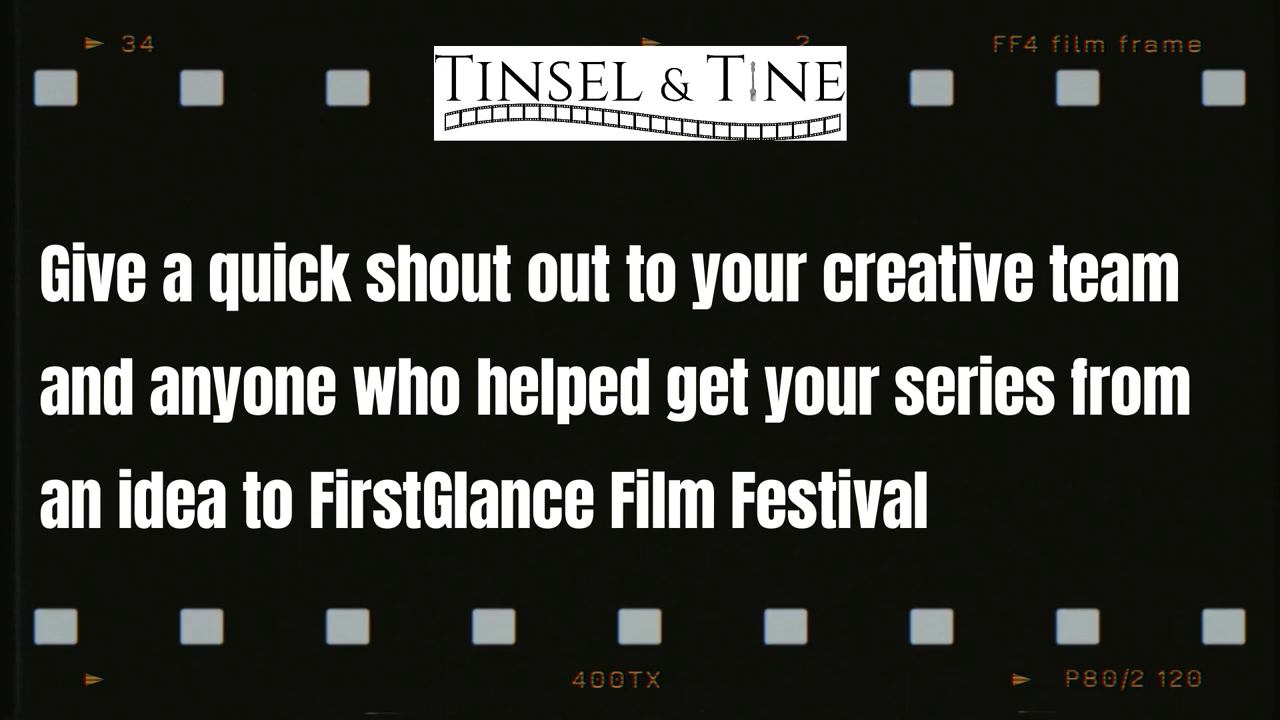 34
2
FF4 film frame
TINSEL & TINE
Give a quick shout out to your creative team
and anyone who helped get your series from
an idea to FirstGlance Film Festival
400TX
P80/2 120